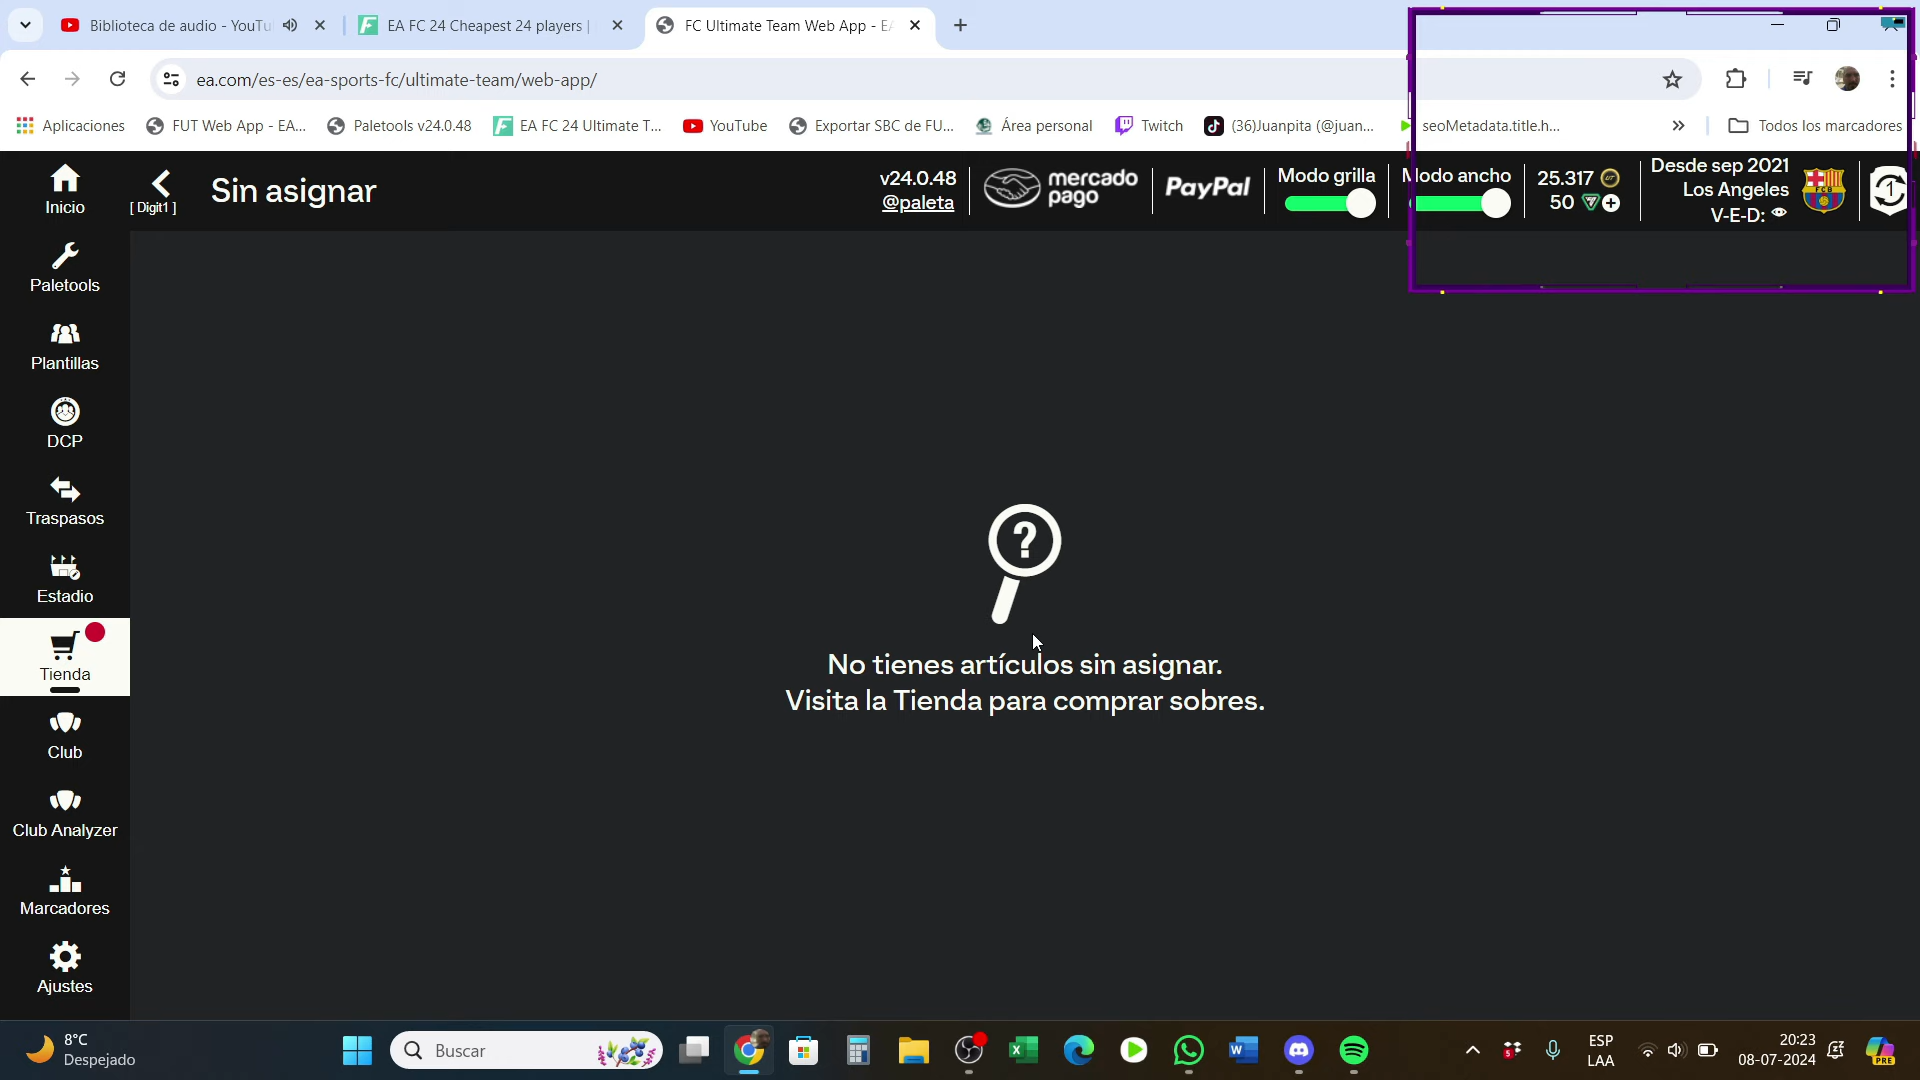 Biblioteca de audio - YouTu
EA FC 24 Cheapest 24 players |
FC Ultimate Team Web App - EA
ea.com/es-es/ea-sports-fc/ultimate-team/web-app/
Aplicaciones
FUT Web App - EA...
Paletools v24.0.48
EA FC 24 Ultimate T...
YouTube
Exportar SBC de FU...
Área personal
Twitch
(36)Juanpita (@juan...
seoMetadata.title.h...
»
Todos los marcadores
Inicio
[ Digit1 ]
Sin asignar
v24.0.48
@paleta
mercado
pago
PayPal
Modo grilla
Modo ancho
25.317
50
Desde sep 2021
Los Angeles
V-E-D:
1
Paletools
Plantillas
DCP
Traspasos
Estadio
Tienda
Club
Club Analyzer
Marcadores
Ajustes
?
No tienes artículos sin asignar.
Visita la Tienda para comprar sobres.
8°C
Despejado
Buscar
ESP
LAA
20:23
08-07-2024
PRE